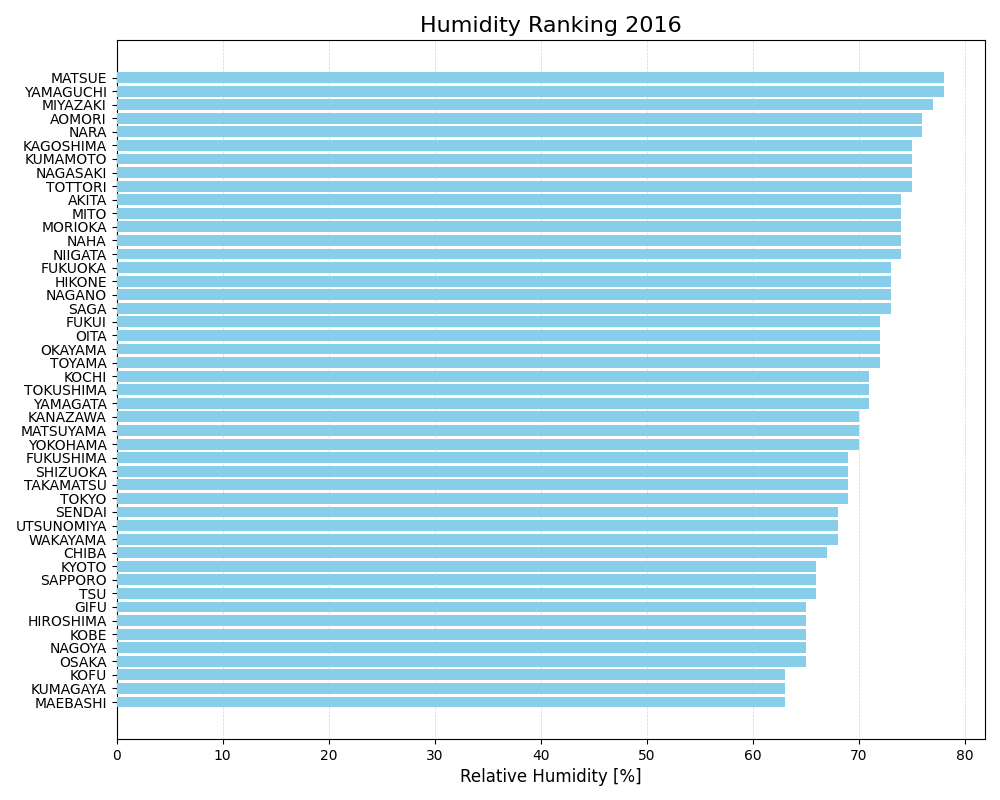 Humidity Ranking 2016
MATSUE
YAMAGUCHI
MIYAZAKI
AOMORI
NARA
KAGOSHIMA
KUMAMOTO
NAGASAKI
TOTTORI
AKITA
MITO
MORIOKA
NAHA
NIIGATA
FUKUOKA
HIKONE
NAGANO
SAGA
FUKUI
OITA
OKAYAMA
TOYAMA
KOCHI
TOKUSHIMA
YAMAGATA
KANAZAWA
MATSUYAMA
YOKOHAMA
FUKUSHIMA
SHIZUOKA
TAKAMATSU
TOKYO
SENDAI
UTSUNOMIYA
WAKAYAMA
CHIBA
KYOTO
SAPPORO
TSU
GIFU
HIROSHIMA
KOBE
NAGOYA
OSAKA
KOFU
KUMAGAYA
MAEBASHI
0 10 20 30 40 50 60 70 80
Relative Humidity [%]